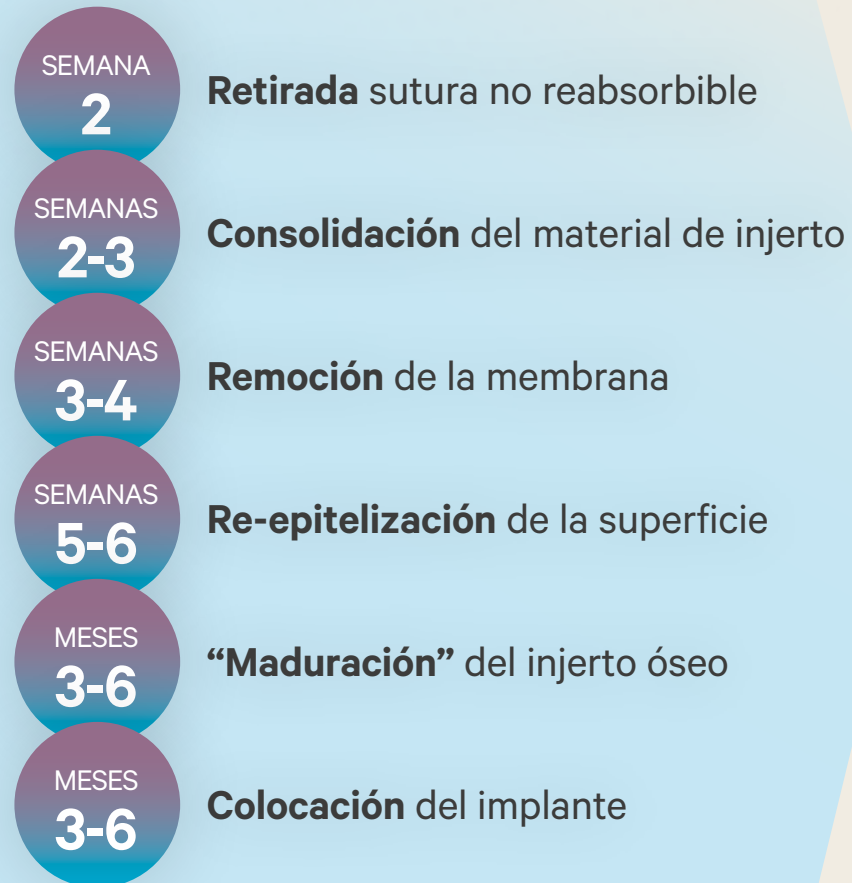 SEMANA
2
Retirada sutura no reabsorbible
SEMANAS
2-3
Consolidación del material de injerto
SEMANAS
3-4
Remoción de la membrana
SEMANAS
5-6
Re-epitelización de la superficie
MESES
3-6
“Maduración” del injerto óseo
MESES
3-6
Colocación del implante